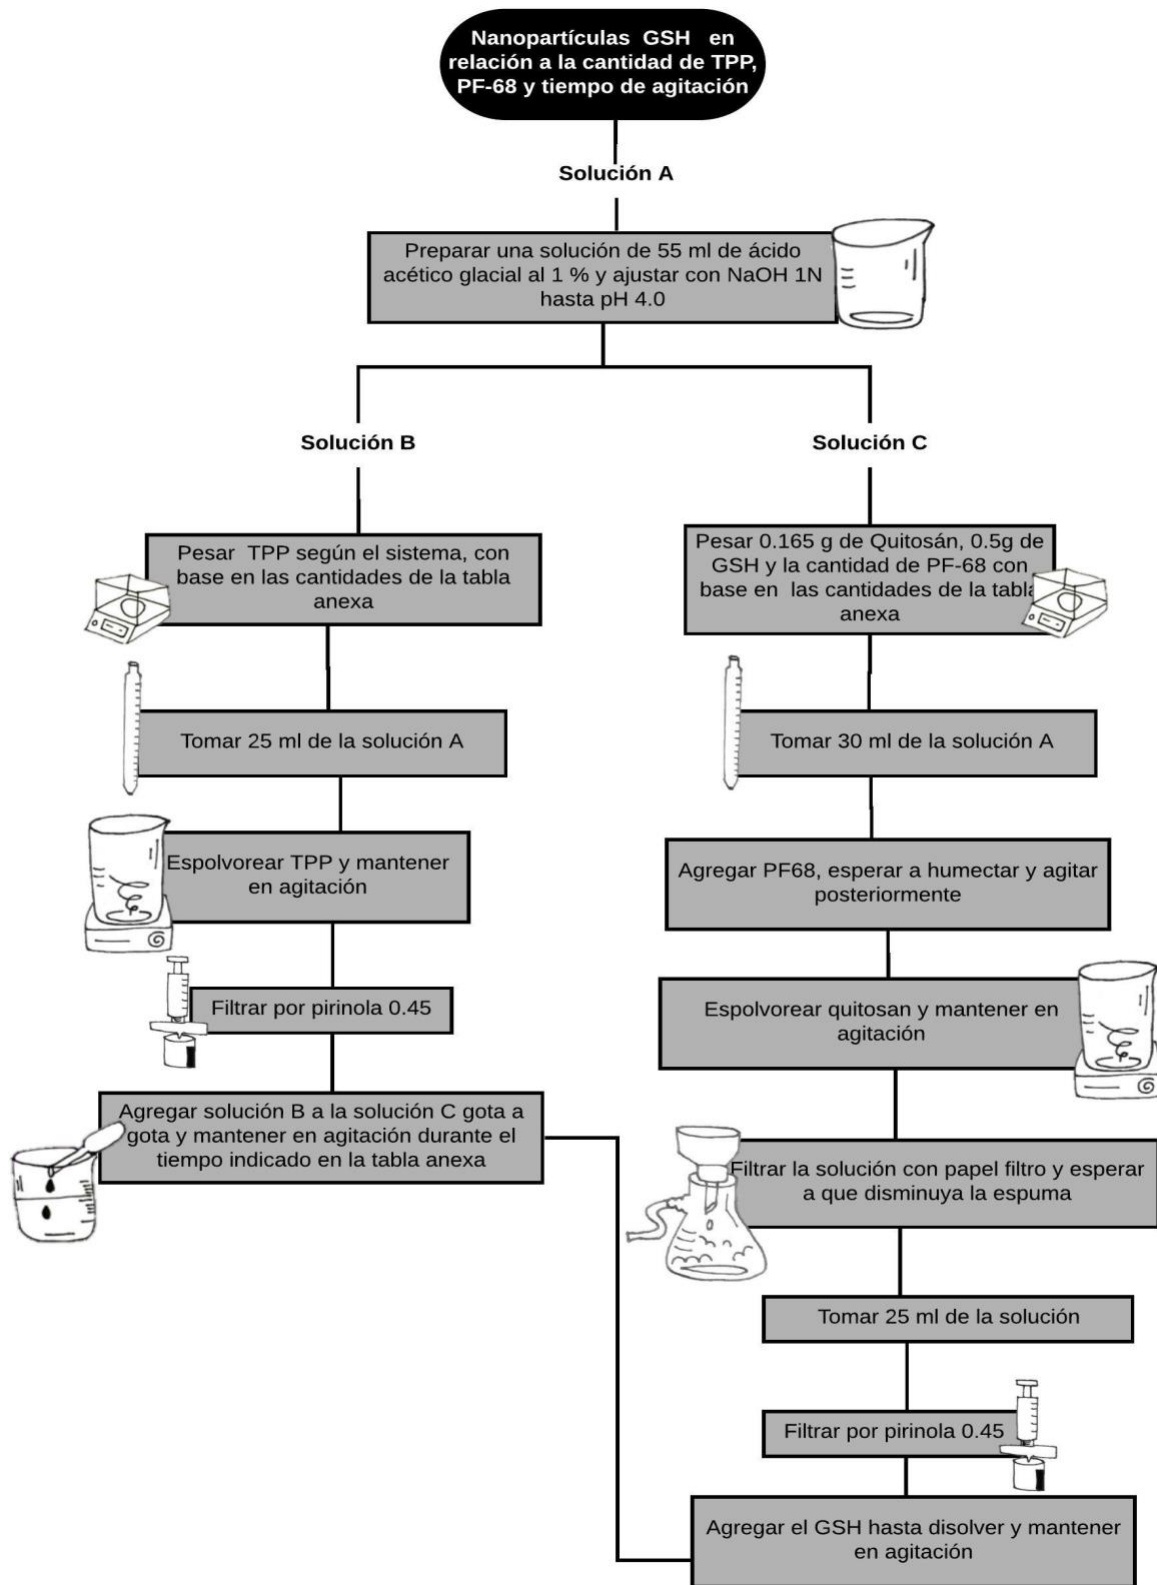 Nanopartículas GSH en
relación a la cantidad de TPP,
PF-68 y tiempo de agitación
Solución A
Preparar una solución de 55 ml de ácido
acético glacial al 1 % y ajustar con NaOH 1N
hasta pH 4.0
Solución B
Pesar TPP según el sistema, con
base en las cantidades de la tabla
anexa
Tomar 25 ml de la solución A
Espolvorear TPP y mantener
en agitación
Filtrar por pirinola 0.45
Agregar solución B a la solución C gota a
gota y mantener en agitación durante el
tiempo indicado en la tabla anexa
Solución C
Pesar 0.165 g de Quitosán, 0.5g de
GSH y la cantidad de PF-68 con
base en las cantidades de la tabla
anexa
Tomar 30 ml de la solución A
Agregar PF68, esperar a humectar y agitar
posteriormente
Espolvorear quitosan y mantener en
agitación
Filtrar la solución con papel filtro y esperar
a que disminuya la espuma
Tomar 25 ml de la solución
Filtrar por pirinola 0.45
Agregar el GSH hasta disolver y mantener
en agitación